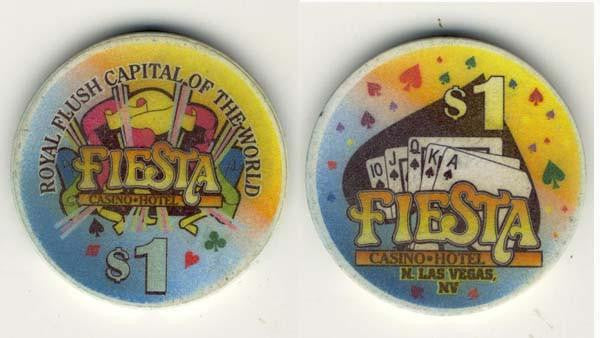 ROYAL FLUSH CAPITAL OF THE WORLD
FIESTA
CASINO•HOTEL
$1
$1
10 J Q K A
FIESTA
CASINO•HOTEL
N. LAS VEGAS,
NV